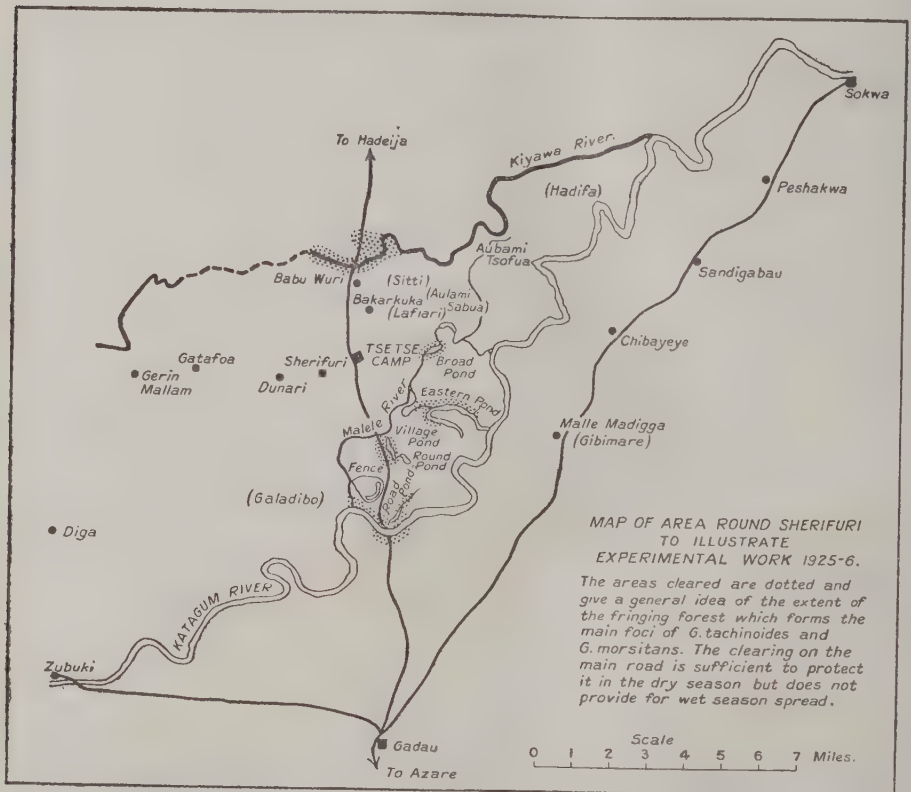 Sokwa
To Hadeija
Kiyawa River.
(Hadifa)
Peshakwa
Aubami
Tsofua
Sandigabau
Babu Wuri
(Sitti)
(Aulami
Sabua)
Bakarkuka
(Laflari)
Chibayeye
Gatafoa
Sherifuri
TSETSE
CAMP
Broad
Pond
Gerin
Mallam
Dunari
Eastern Pond
Malele River
Malle Madigga
(Gibimare)
Village
Pond
Round
Pond
Fence
Road
Pond
(Galadibo)
Diga
KATAGUM RIVER
Zubuki
Gadau
To Azare
MAP OF AREA ROUND SHERIFURI
TO ILLUSTRATE
EXPERIMENTAL WORK 1925-6.
The areas cleared are dotted and
give a general idea of the extent of
the fringing forest which forms the
main foci of G. tachinoides and
G. morsitans. The clearing on the
main road is sufficient to protect
it in the dry season but does not
provide for wet season spread.
Scale
0 1 2 3 4 5 6 7 Miles.